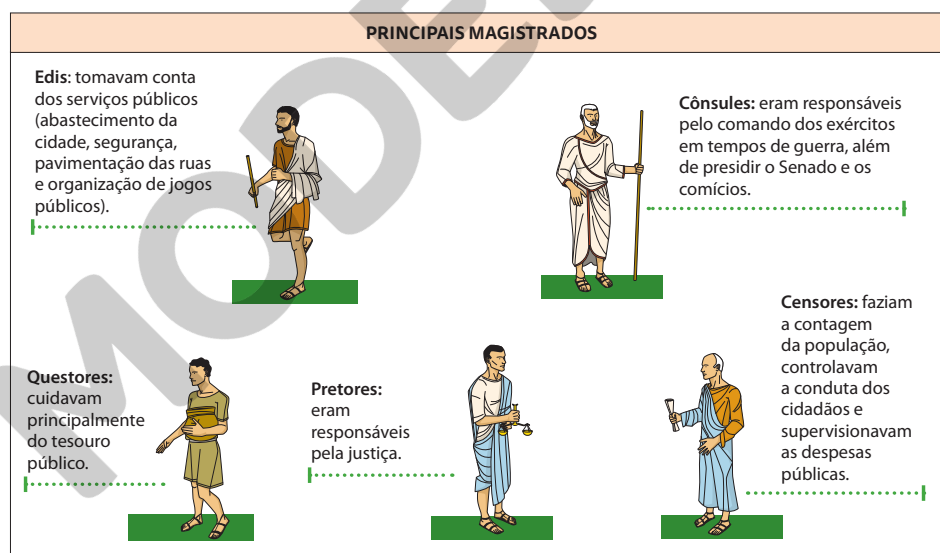 PRINCIPAIS MAGISTRADOS
Edis: tomavam conta
dos serviços públicos
(abastecimento da
cidade, segurança,
pavimentação das ruas
e organização de jogos
públicos).
Cônsules: eram responsáveis
pelo comando dos exércitos
em tempos de guerra, além
de presidir o Senado e os
comícios.
Questores:
cuidavam
principalmente
do tesouro
público.
Pretores:
eram
responsáveis
pela justiça.
Censores: faziam
a contagem
da população,
controlavam
a conduta dos
cidadãos e
supervisionavam
as despesas
públicas.